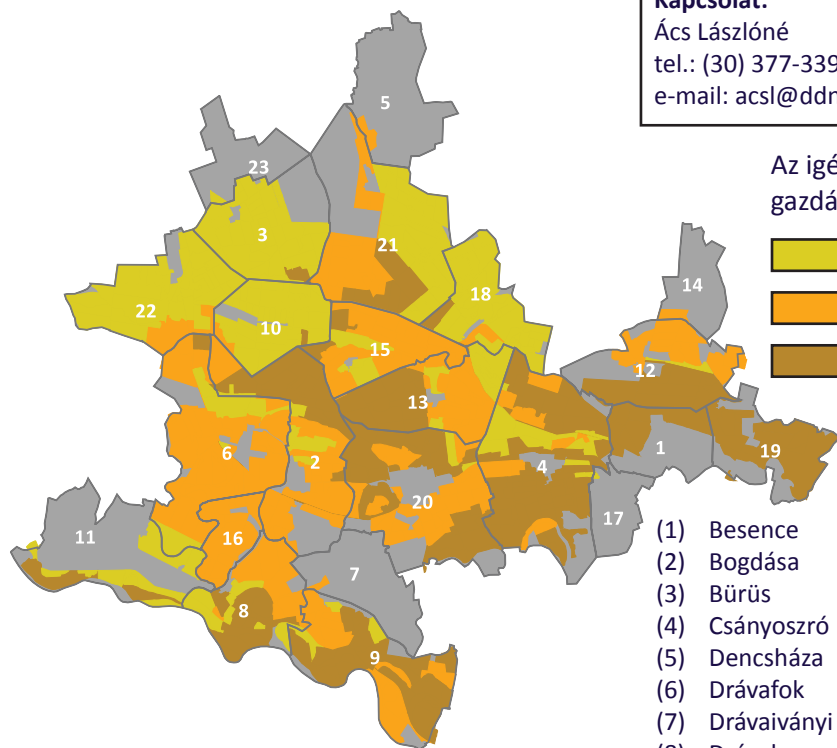 Kapcsolat:
Ács Lászlóné
tel.: (30) 377-339
e-mail: acsl@ddn
Az igé
gazdá
5
23
3
21
14
18
22
10
15
12
13
6
2
4
1
19
20
11
16
17
7
8
9
(1) Besence
(2) Bogdása
(3) Bürüs
(4) Csányoszró
(5) Dencsháza
(6) Drávafok
(7) Drávaiványi